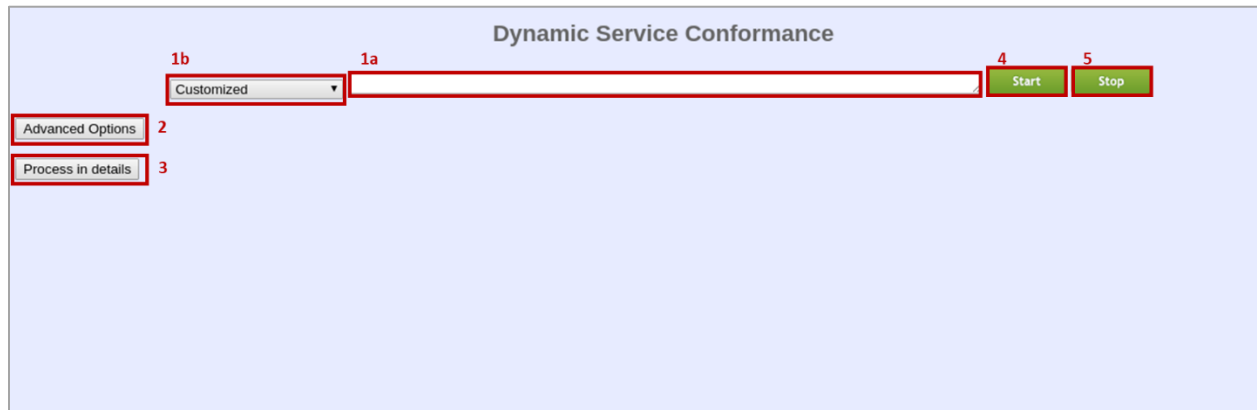 Dynamic Service Conformance
1b 1a 4 5
Customized Start Stop
Advanced Options 2
Process in details 3